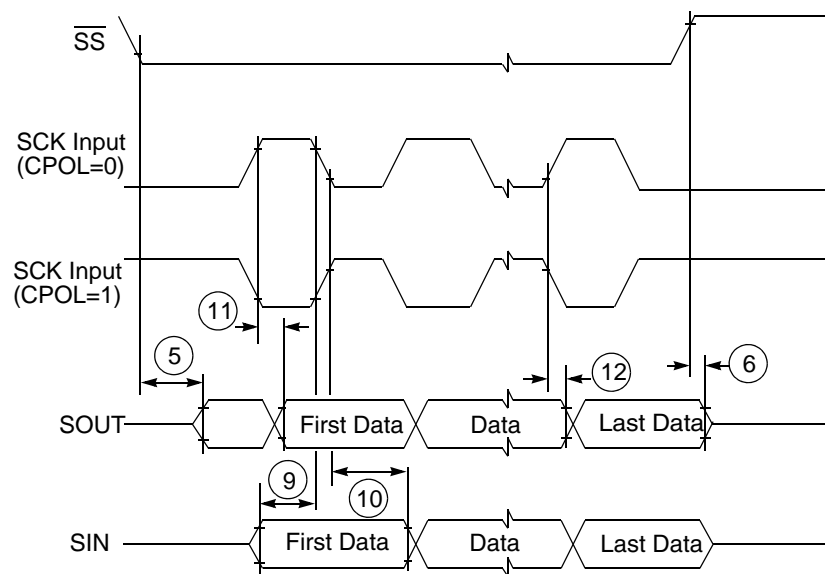 SS
SCK Input
(CPOL=0)
SCK Input
(CPOL=1)
11
5
12
6
SOUT
First Data
Data
Last Data
9
10
SIN
First Data
Data
Last Data